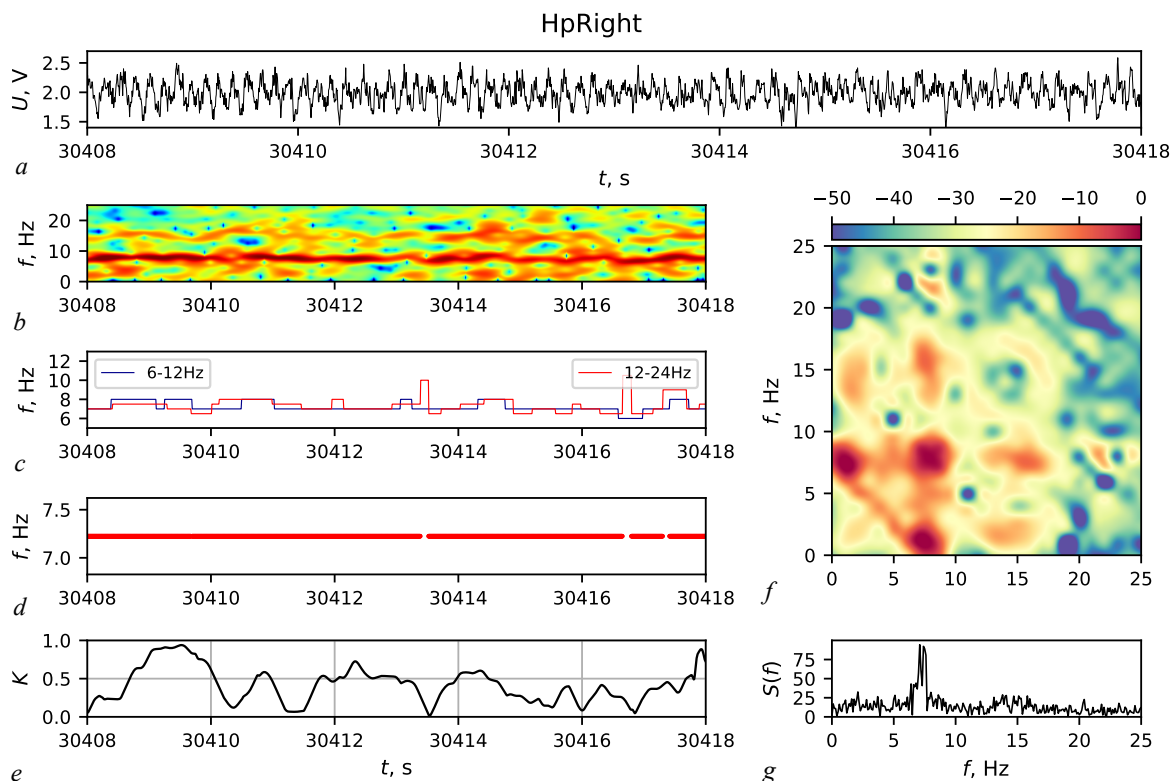 HpRight
U, V
2.5
2.0
1.5
30408 30410 30412 30414 30416 30418
a
t, s
f, Hz
20
10
0
30408 30410 30412 30414 30416 30418
b
f, Hz
12
10
8
6
6-12Hz
12-24Hz
30408 30410 30412 30414 30416 30418
c
f, Hz
7.5
7.0
30408 30410 30412 30414 30416 30418
d
K
1.0
0.5
0.0
30408 30410 30412 30414 30416 30418
e
t, s
−50 −40 −30 −20 −10 0
f, Hz
25
20
15
10
5
0
0 5 10 15 20 25
f
S(f)
75
50
25
0
0 5 10 15 20 25
g
f, Hz